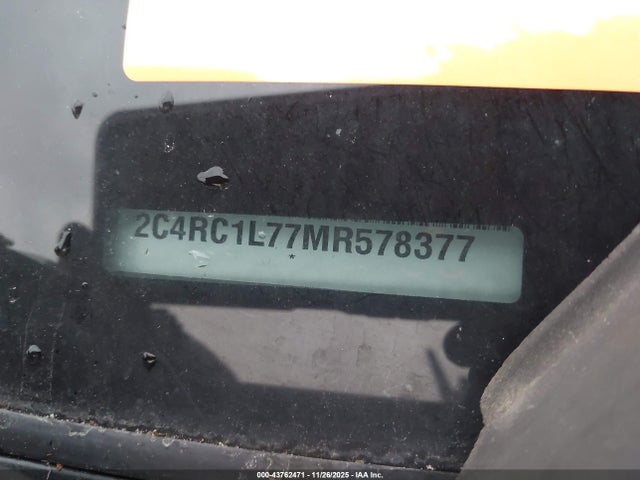 2C4RC1L77MR578377
*
000-43762471 - 11/26/2025 - IAA Inc.